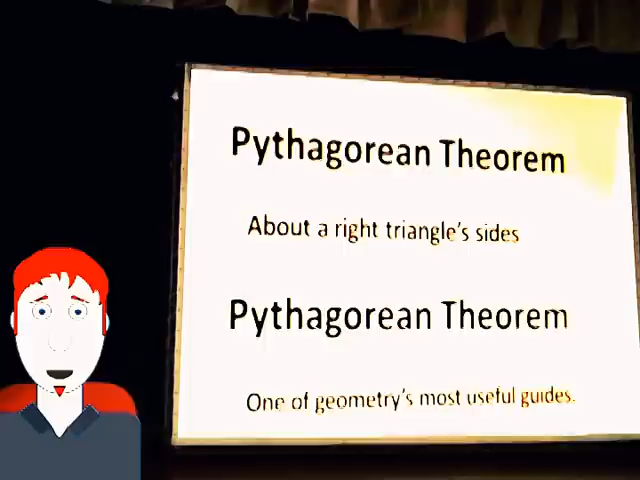 Pythagorean Theorem
About a right triangle's sides
Pythagorean Theorem
One of geometry's most useful guides.